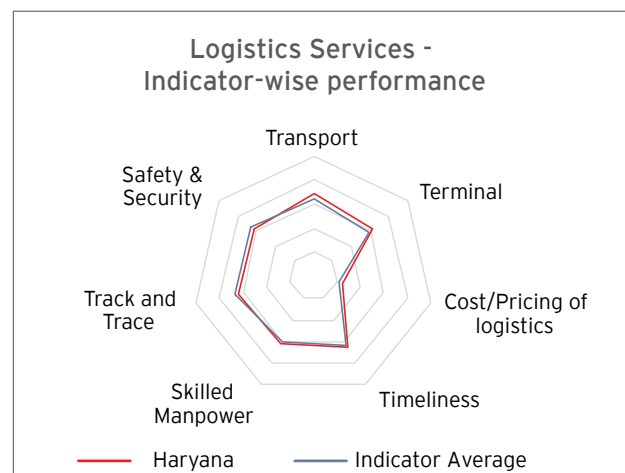 Logistics Services -
Indicator-wise performance
Transport
Safety &
Security
Terminal
Track and
Trace
Cost/Pricing of
logistics
Skilled
Manpower
Timeliness
Haryana
Indicator Average